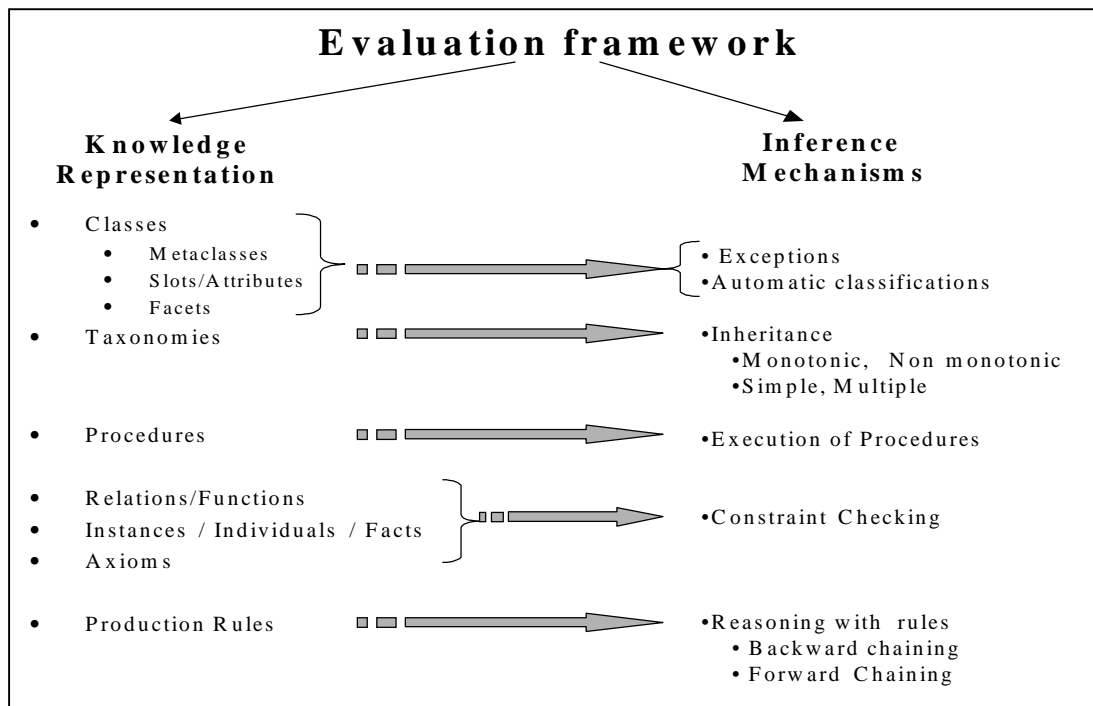 Evaluation framework
Knowledge
Representation
Inference
Mechanisms
• Classes
• Metaclasses
• Slots/Attributes
• Facets
• Exceptions
• Automatic classifications
• Taxonomies
•Inheritance
•Monotonic, Non monotonic
•Simple, Multiple
• Procedures
•Execution of Procedures
• Relations/Functions
• Instances / Individuals / Facts
• Axioms
•Constraint Checking
• Production Rules
•Reasoning with rules
• Backward chaining
• Forward Chaining